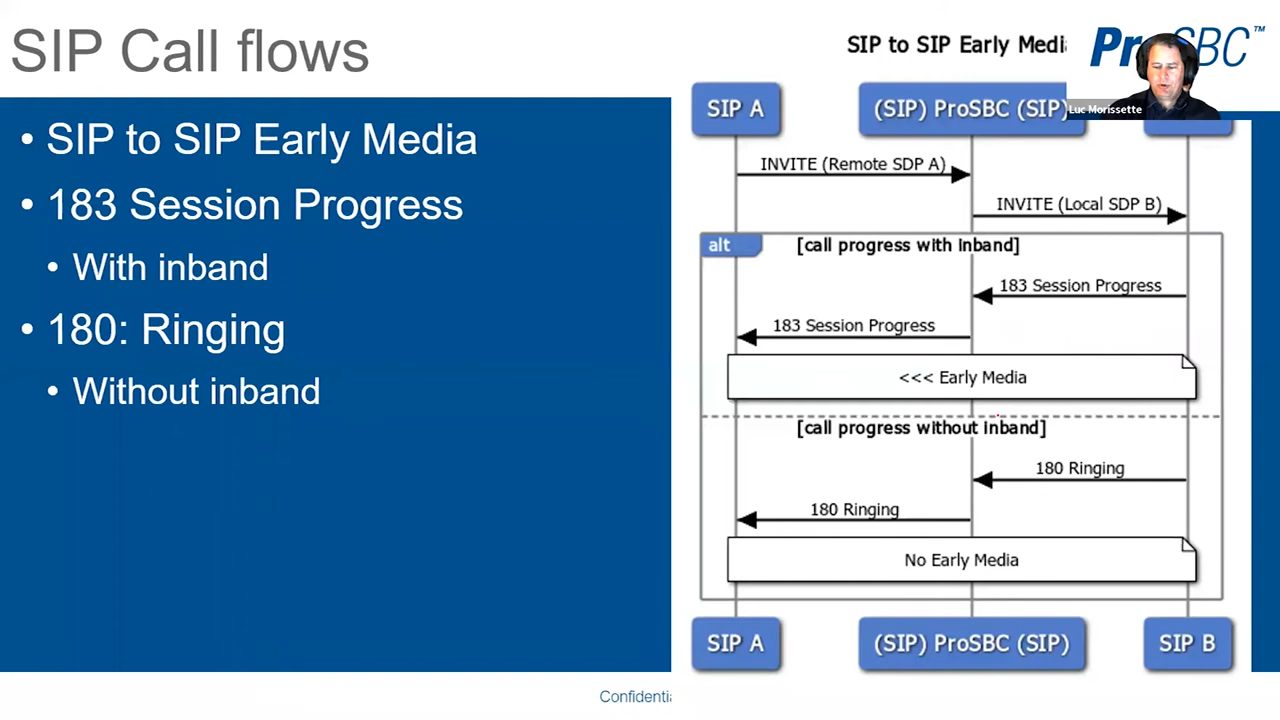 SIP Call flows
• SIP to SIP Early Media
• 183 Session Progress
• With inband
• 180: Ringing
• Without inband
SIP to SIP Early
Luc Morissette
SIP A
(SIP) ProSBC (SIP)
INVITE (Remote SDP A)
INVITE (Local SDP B)
alt
[call progress with inband]
183 Session Progress
183 Session Progress
<<< Early Media
[call progress without inband]
180 Ringing
180 Ringing
No Early Media
SIP A
(SIP) ProSBC (SIP)
SIP B